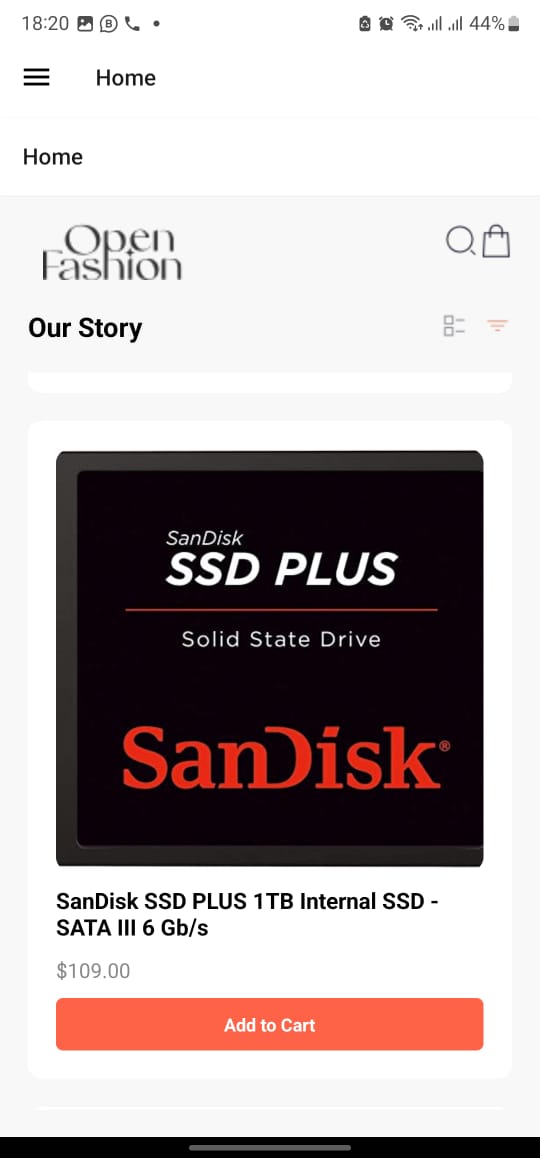 18:20
44%
Home
Home
Open
Fashion
Our Story
SanDisk
SSD PLUS
Solid State Drive
SanDisk®
SanDisk SSD PLUS 1TB Internal SSD -
SATA III 6 Gb/s
$109.00
Add to Cart